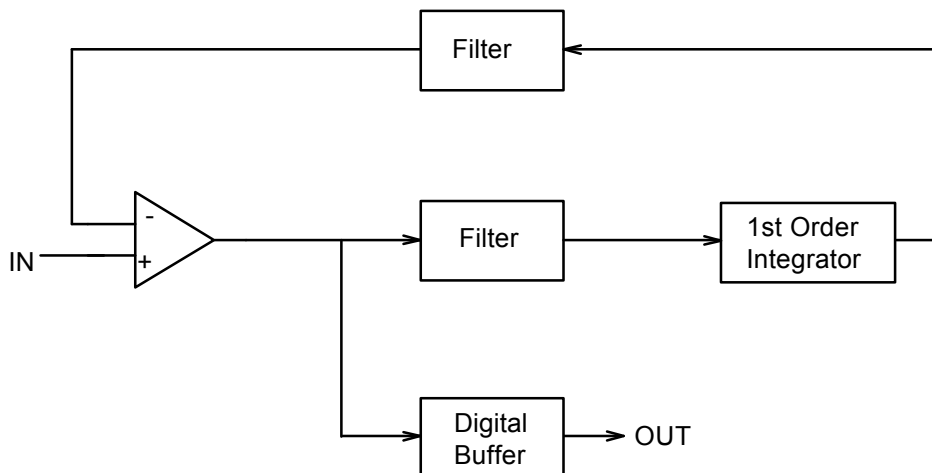 Filter
-
IN
+
Filter
1st Order
Integrator
Digital
Buffer
OUT